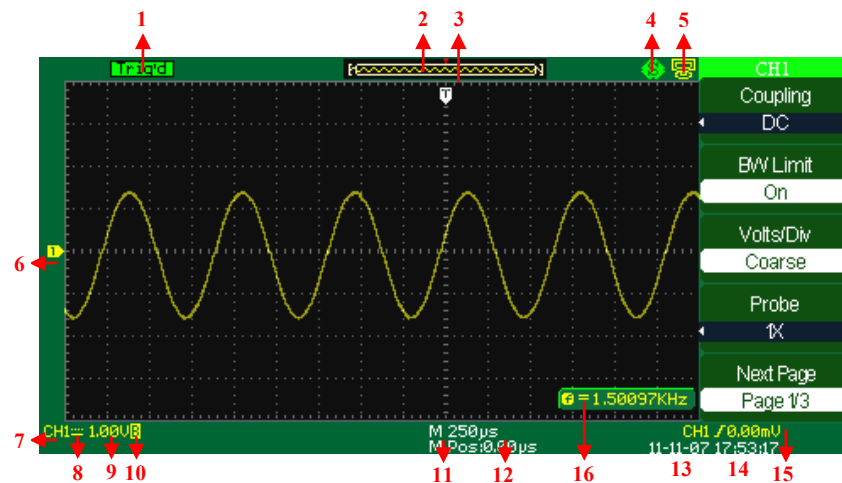 1 2 3 4 5
Trig'd CH1
T
Coupling
DC
BW Limit
On
Volts/Div
Coarse
1
6
Probe
1X
Next Page
f = 1.50097KHz Page 1/3
7 CH1 1.00V B M 250µs CH1 0.00mV
M Pos:0.00µs 11-11-07 17:53:17
8 9 10 11 12 16 13 14 15